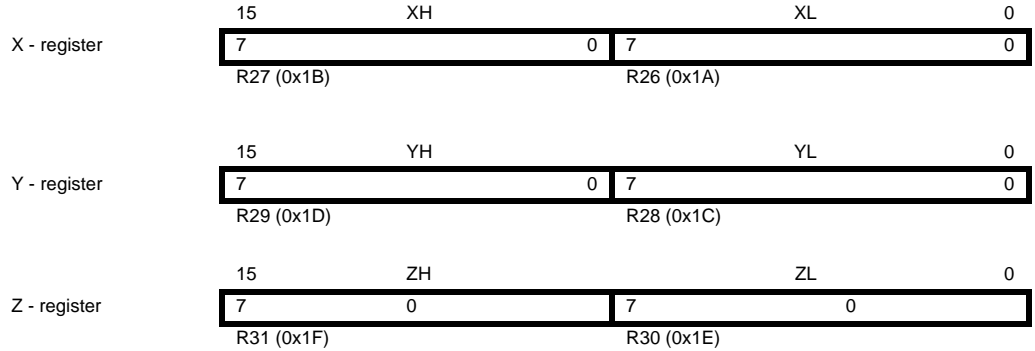 15 XH XL 0
X - register 7 0 7 0
R27 (0x1B) R26 (0x1A)
15 YH YL 0
Y - register 7 0 7 0
R29 (0x1D) R28 (0x1C)
15 ZH ZL 0
Z - register 7 0 7 0
R31 (0x1F) R30 (0x1E)